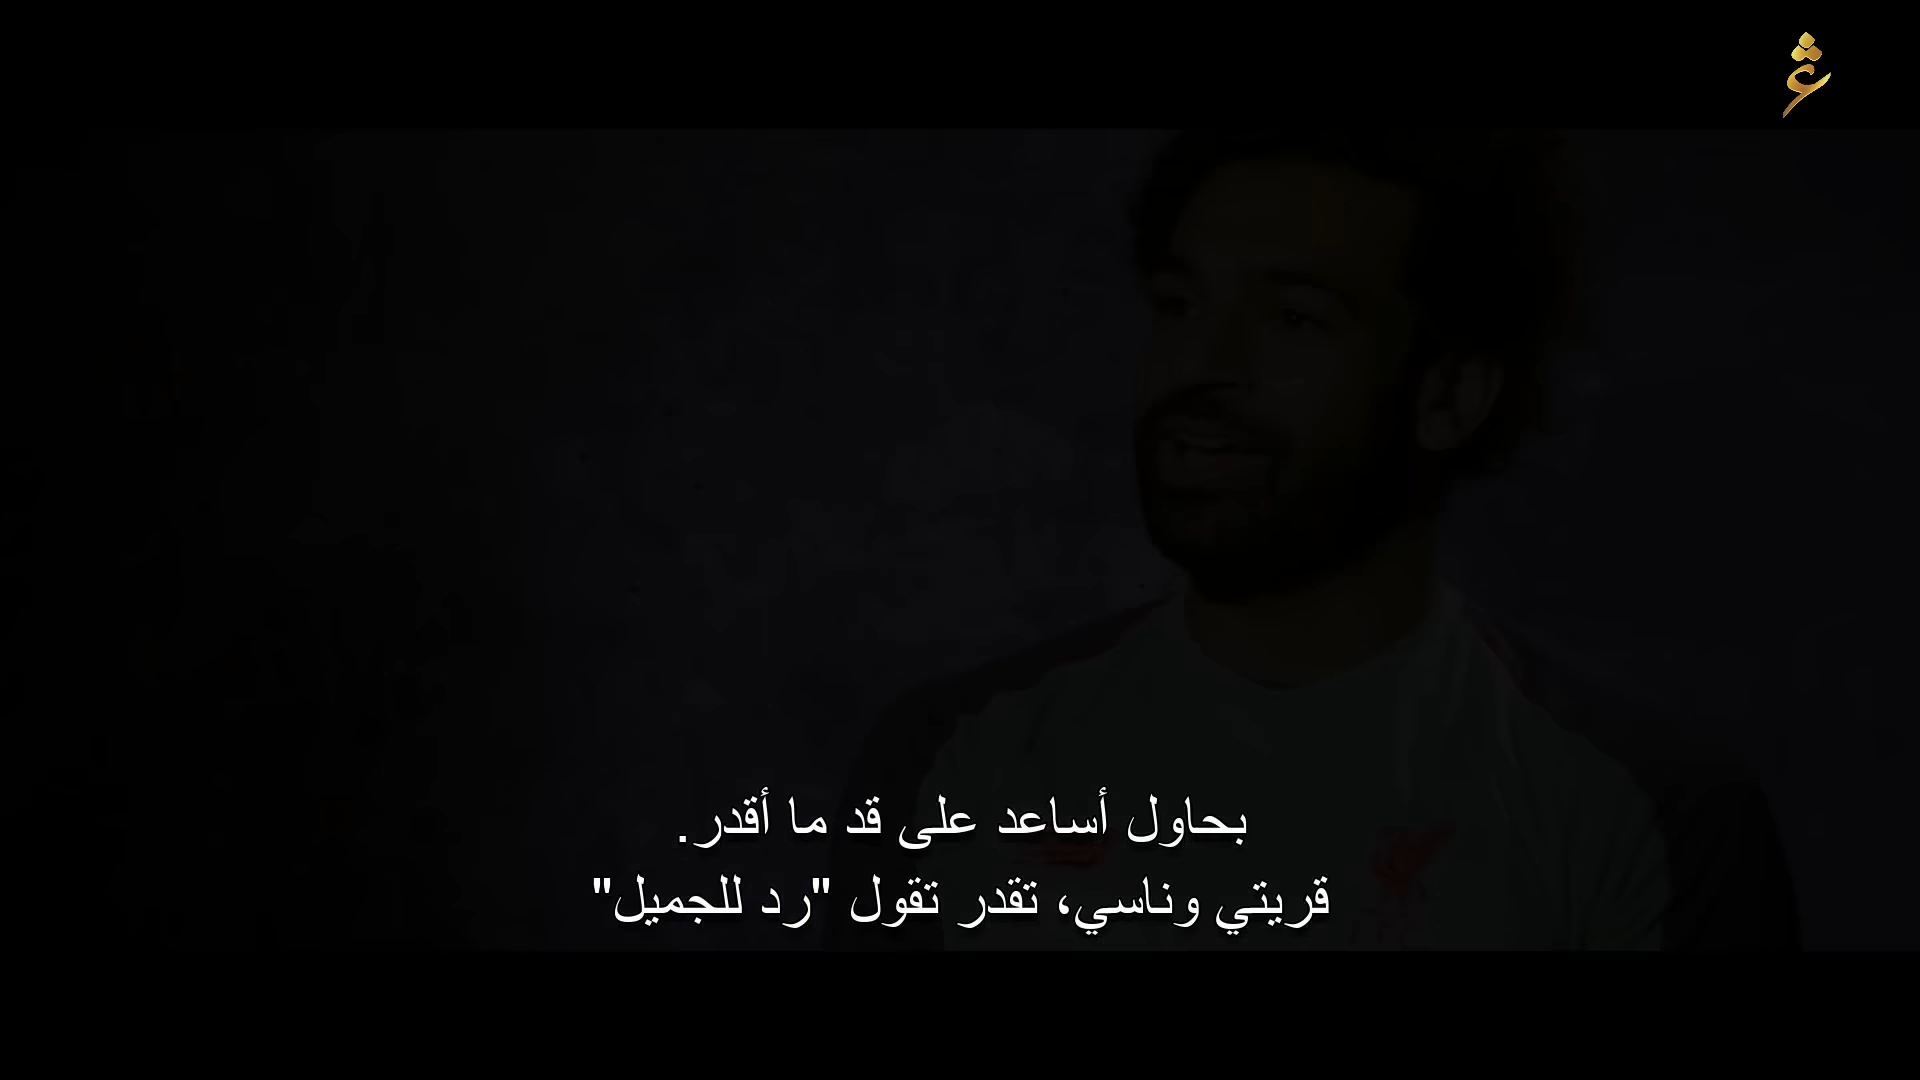 بحاول أساعد على قد ما أقدر.
قريتي وناسي، تقدر تقول "رد للجميل"